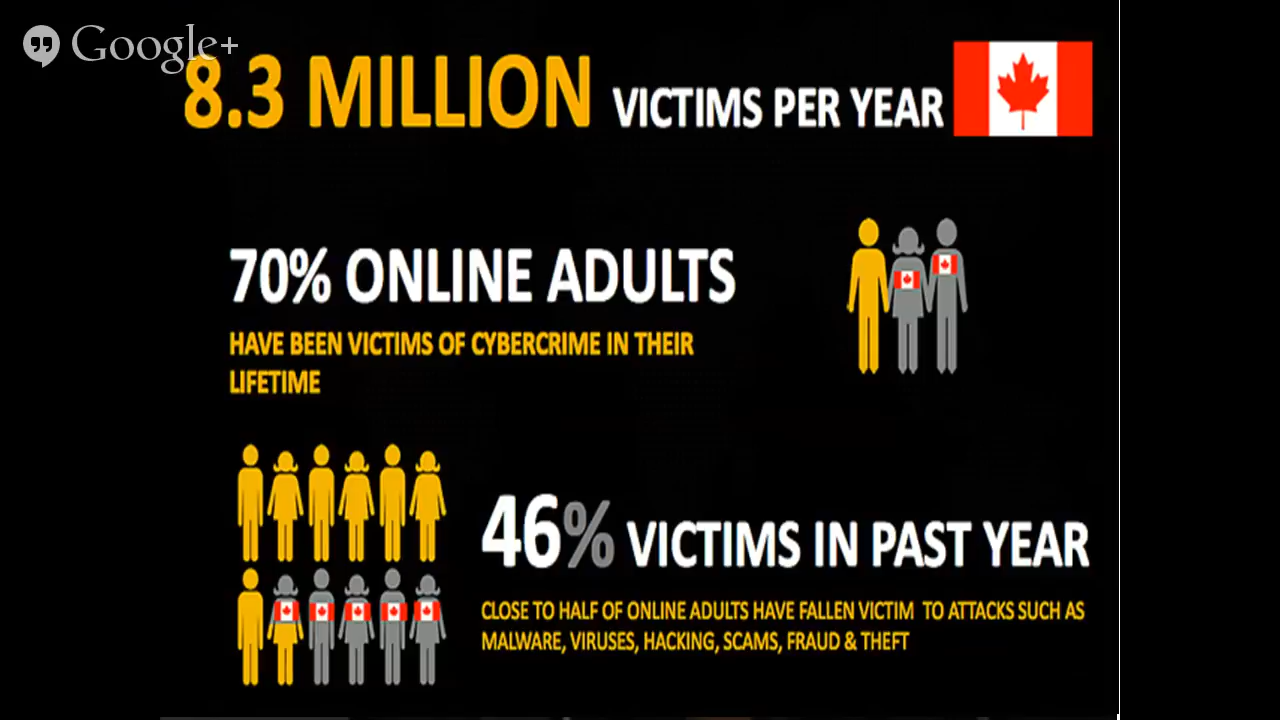 Google+
8.3 MILLION VICTIMS PER YEAR
70% ONLINE ADULTS
HAVE BEEN VICTIMS OF CYBERCRIME IN THEIR
LIFETIME
46% VICTIMS IN PAST YEAR
CLOSE TO HALF OF ONLINE ADULTS HAVE FALLEN VICTIM TO ATTACKS SUCH AS
MALWARE, VIRUSES, HACKING, SCAMS, FRAUD & THEFT